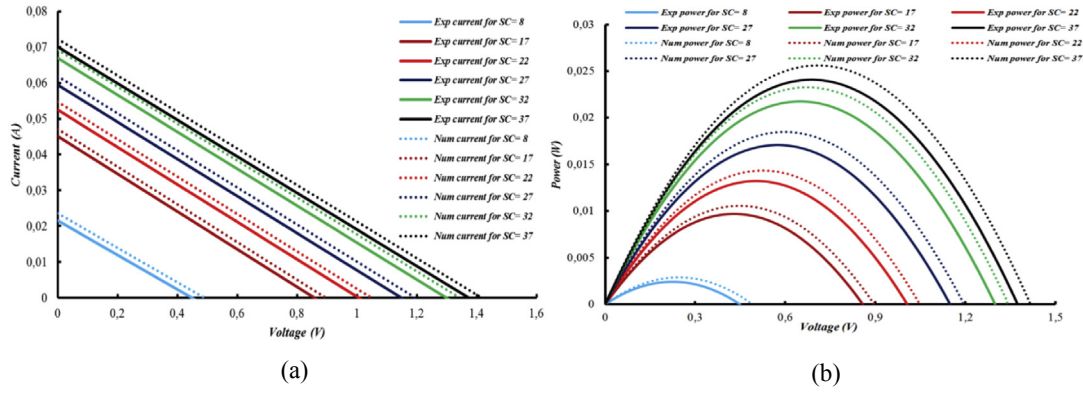 0,08
0,07
0,06
0,05
0,04
0,03
0,02
0,01
0
Current (A)
0
0,2
0,4
0,6
0,8
1
1,2
1,4
1,6
Voltage (V)
Exp current for SC= 8
Exp current for SC= 17
Exp current for SC= 22
Exp current for SC= 27
Exp current for SC= 32
Exp current for SC= 37
Num current for SC= 8
Num current for SC= 17
Num current for SC= 22
Num current for SC= 27
Num current for SC= 32
Num current for SC= 37
(a)
0,03
0,025
0,02
0,015
0,01
0,005
0
Power (W)
Exp power for SC= 8
Exp power for SC= 17
Exp power for SC= 22
Exp power for SC= 27
Exp power for SC= 32
Exp power for SC= 37
Num power for SC= 8
Num power for SC= 17
Num power for SC= 22
Num power for SC= 27
Num power for SC= 32
Num power for SC= 37
0
0,3
0,6
0,9
1,2
1,5
Voltage (V)
(b)